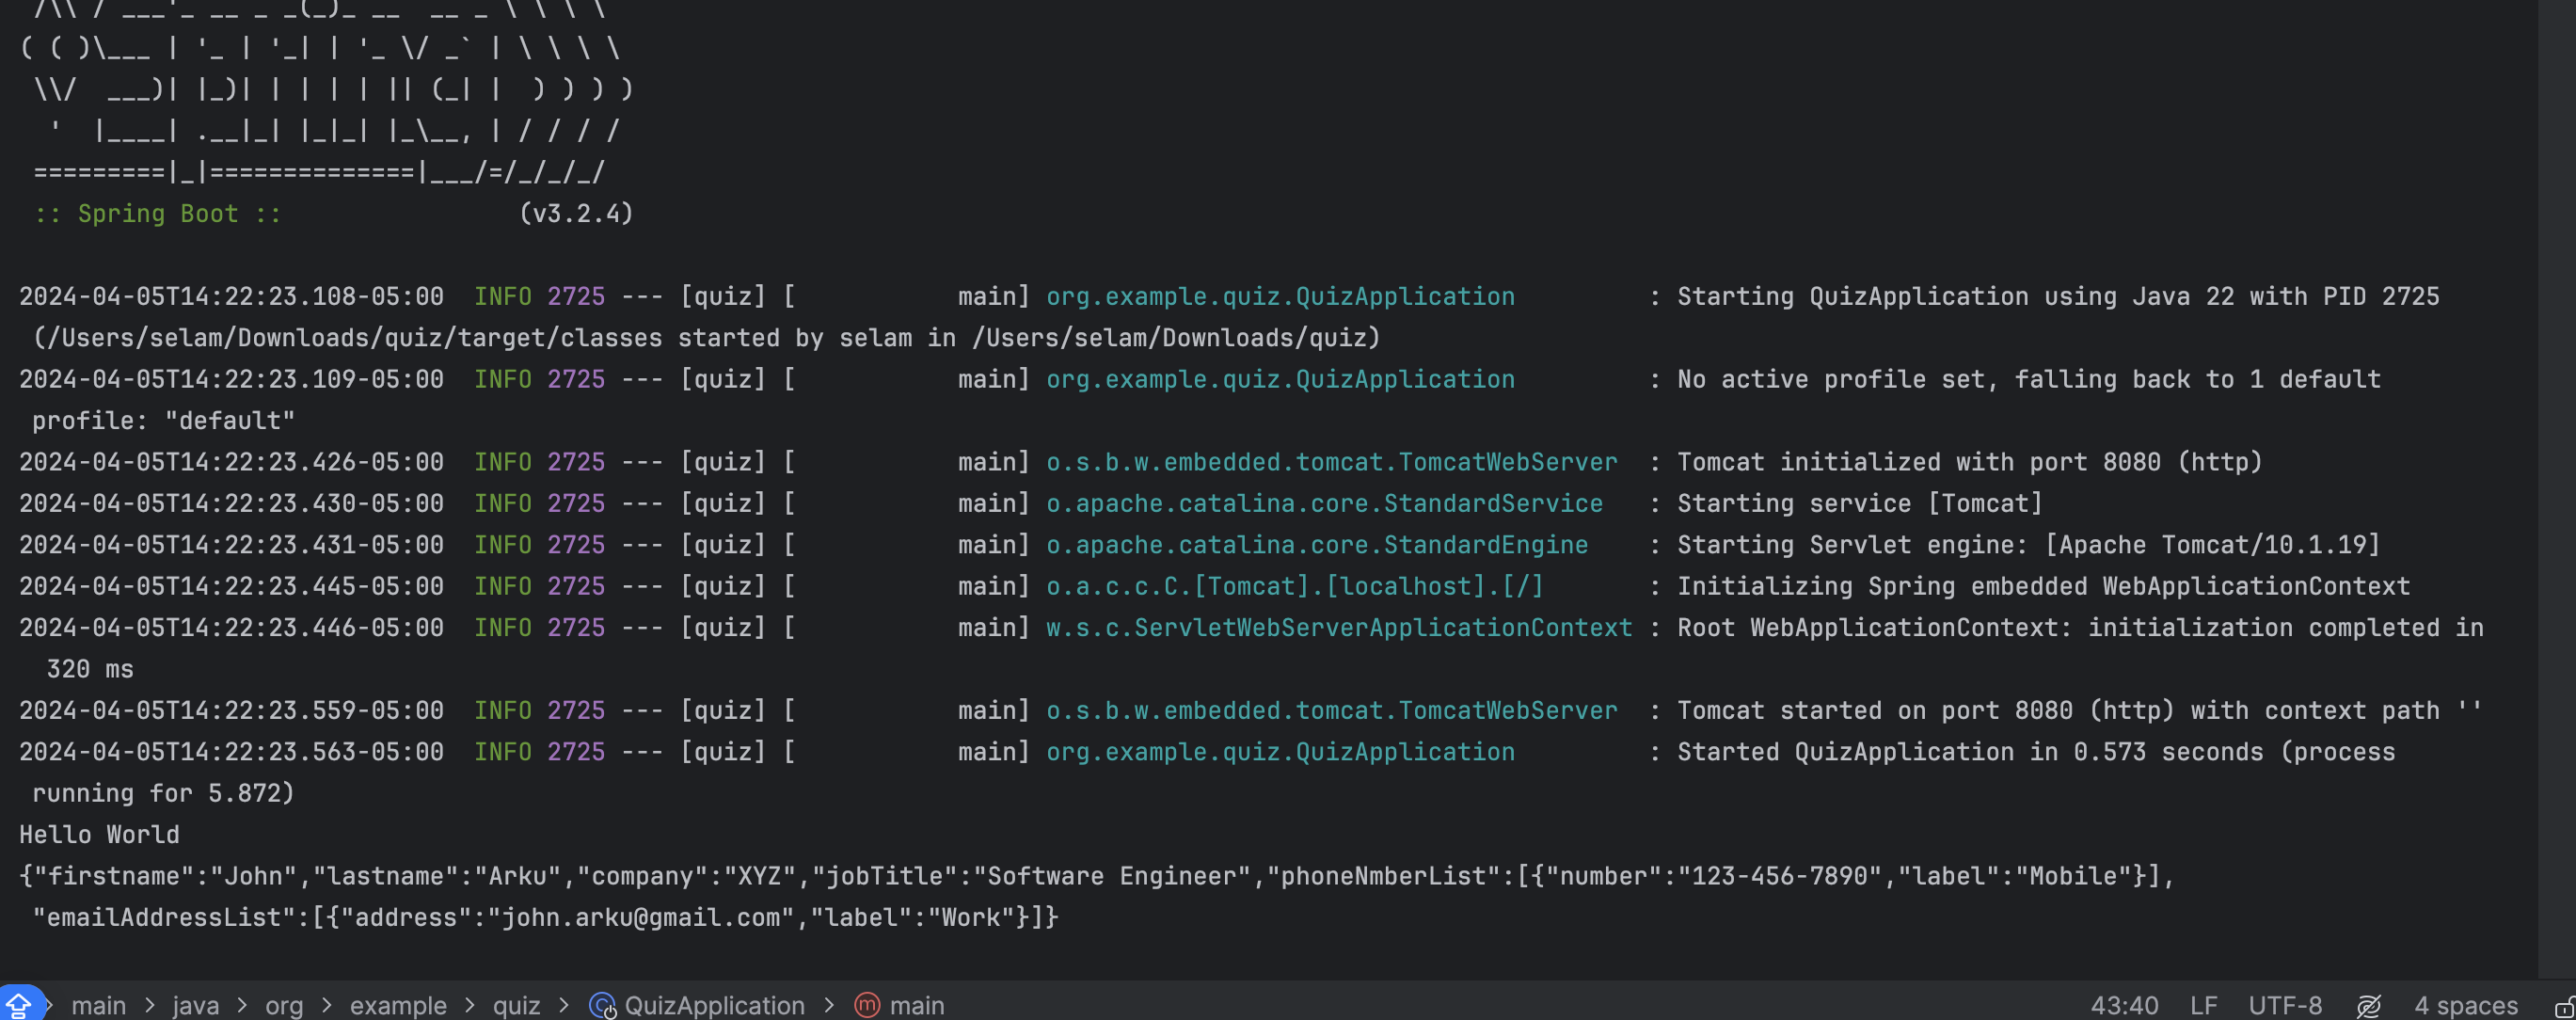 /\\ / ___'_ __ _ _(_)_ __  __ _ \ \ \ \
( ( )\___ | '_ | '_| | '_ \/ _` | \ \ \ \
 \\/  ___)| |_)| | | | | || (_| |  ) ) ) )
  '  |____| .__|_| |_|_| |_\__, | / / / /
 =========|_|==============|___/=/_/_/_/
 :: Spring Boot ::                (v3.2.4)
2024-04-05T14:22:23.108-05:00  INFO 2725 --- [quiz] [           main] org.example.quiz.QuizApplication         : Starting QuizApplication using Java 22 with PID 2725
 (/Users/selam/Downloads/quiz/target/classes started by selam in /Users/selam/Downloads/quiz)
2024-04-05T14:22:23.109-05:00  INFO 2725 --- [quiz] [           main] org.example.quiz.QuizApplication         : No active profile set, falling back to 1 default
 profile: "default"
2024-04-05T14:22:23.426-05:00  INFO 2725 --- [quiz] [           main] o.s.b.w.embedded.tomcat.TomcatWebServer  : Tomcat initialized with port 8080 (http)
2024-04-05T14:22:23.430-05:00  INFO 2725 --- [quiz] [           main] o.apache.catalina.core.StandardService   : Starting service [Tomcat]
2024-04-05T14:22:23.431-05:00  INFO 2725 --- [quiz] [           main] o.apache.catalina.core.StandardEngine    : Starting Servlet engine: [Apache Tomcat/10.1.19]
2024-04-05T14:22:23.445-05:00  INFO 2725 --- [quiz] [           main] o.a.c.c.C.[Tomcat].[localhost].[/]       : Initializing Spring embedded WebApplicationContext
2024-04-05T14:22:23.446-05:00  INFO 2725 --- [quiz] [           main] w.s.c.ServletWebServerApplicationContext : Root WebApplicationContext: initialization completed in
  320 ms
2024-04-05T14:22:23.559-05:00  INFO 2725 --- [quiz] [           main] o.s.b.w.embedded.tomcat.TomcatWebServer  : Tomcat started on port 8080 (http) with context path ''
2024-04-05T14:22:23.563-05:00  INFO 2725 --- [quiz] [           main] org.example.quiz.QuizApplication         : Started QuizApplication in 0.573 seconds (process
 running for 5.872)
Hello World
{"firstname":"John","lastname":"Arku","company":"XYZ","jobTitle":"Software Engineer","phoneNmberList":[{"number":"123-456-7890","label":"Mobile"}],
 "emailAddressList":[{"address":"john.arku@gmail.com","label":"Work"}]}
> main > java > org > example > quiz > QuizApplication > main 43:40 LF UTF-8 4 spaces